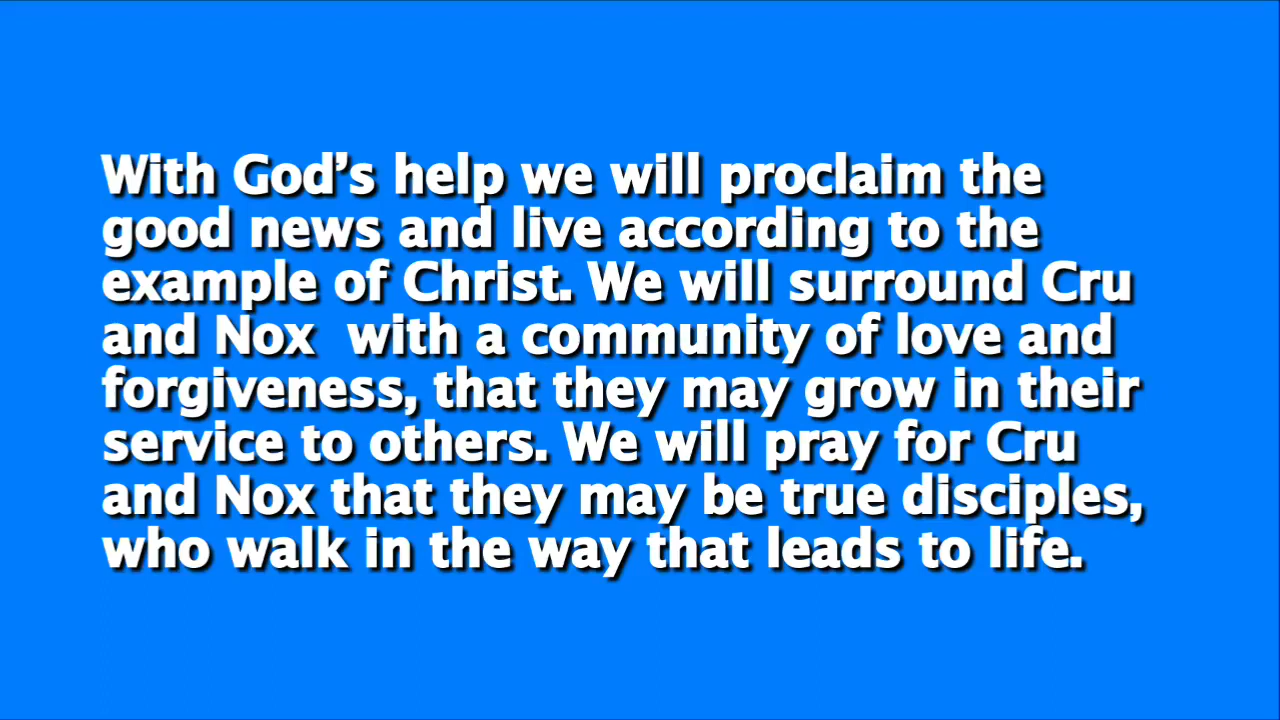 With God’s help we will proclaim the
good news and live according to the
example of Christ. We will surround Cru
and Nox  with a community of love and
forgiveness, that they may grow in their
service to others. We will pray for Cru
and Nox that they may be true disciples,
who walk in the way that leads to life.